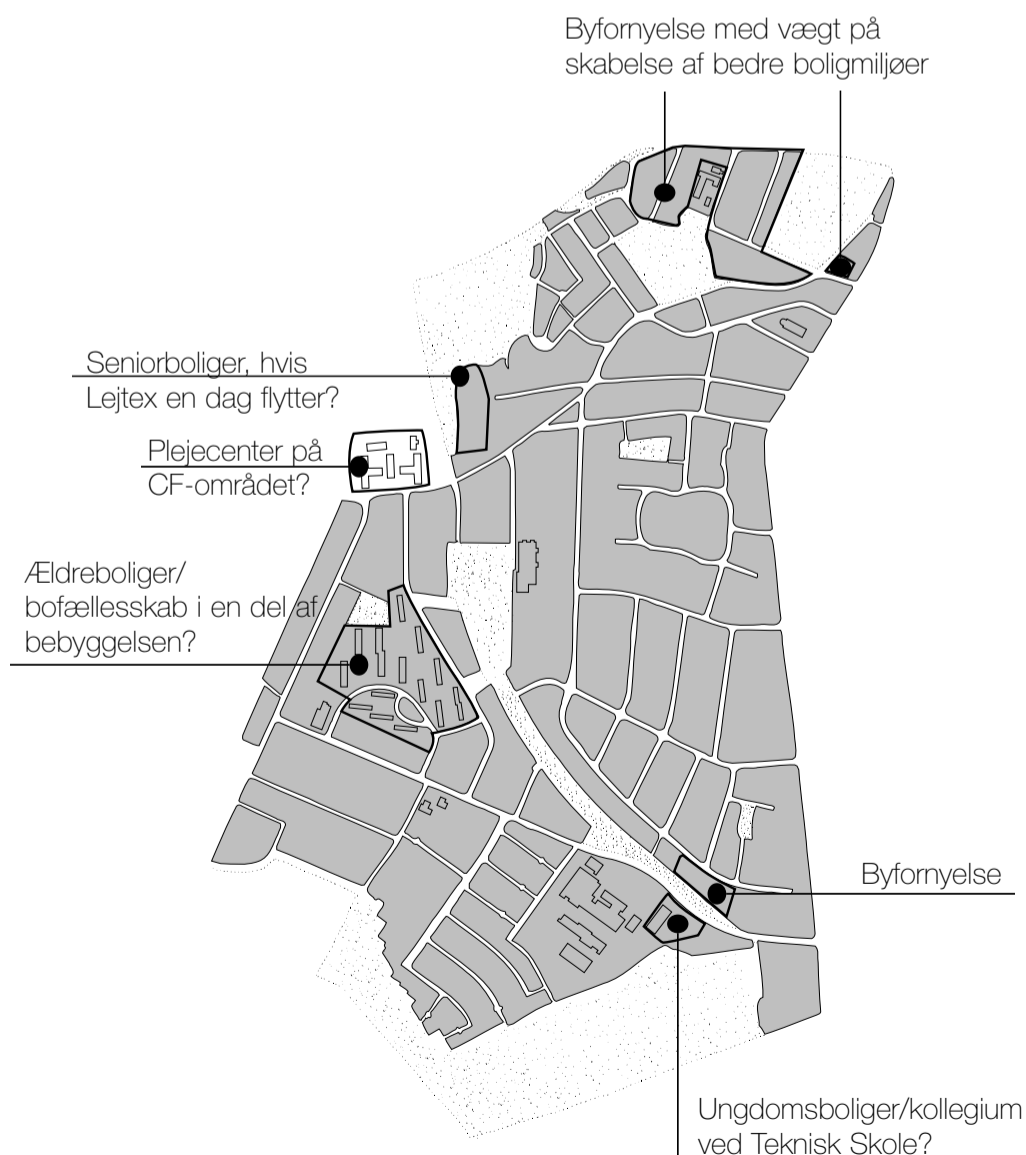 Byfornyelse med vægt på
skabelse af bedre boligmiljøer
Seniorboliger, hvis
Lejtex en dag flytter?
Plejecenter på
CF-området?
Ældreboliger/
bofællesskab i en del af
bebyggelsen?
Byfornyelse
Ungdomsboliger/kollegium
ved Teknisk Skole?